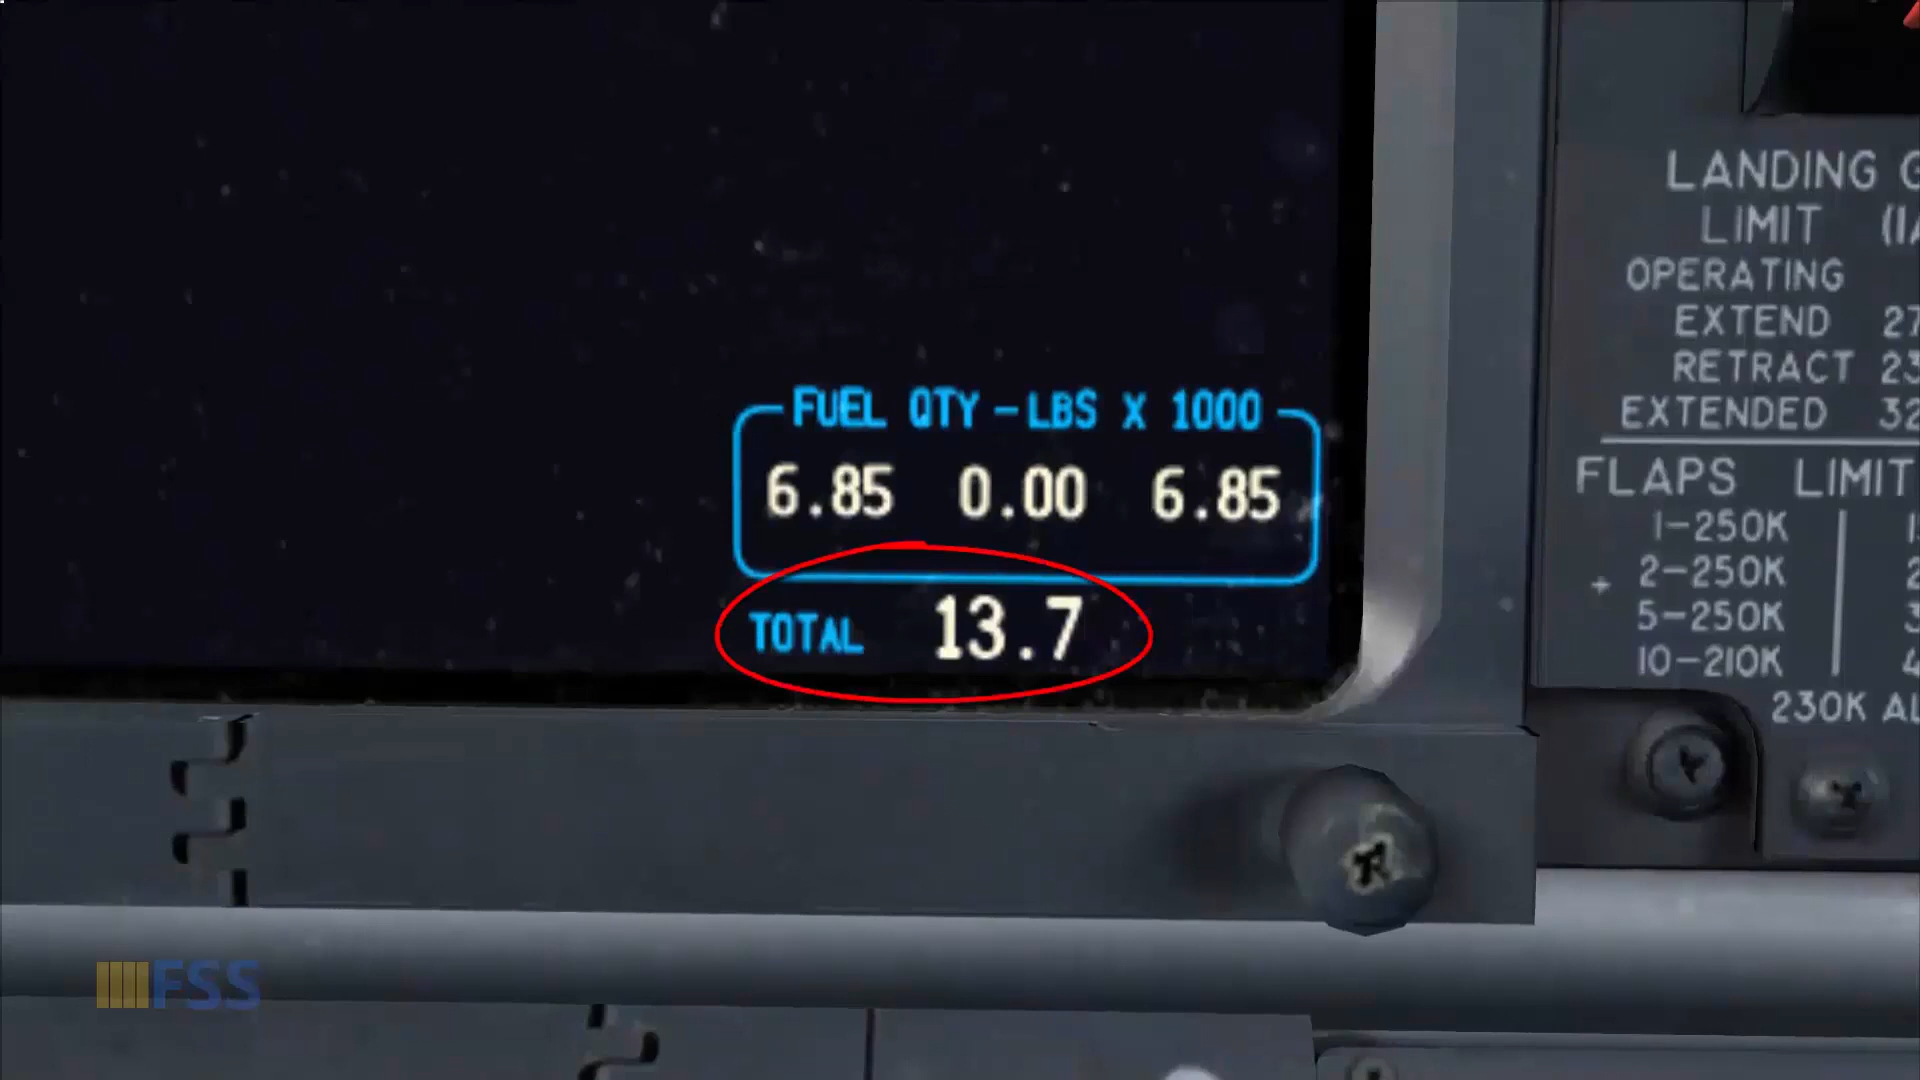 FUEL QTY - LBS X 1000
6.85 0.00 6.85
TOTAL 13.7
LANDING
LIMIT
OPERATING
EXTEND
RETRACT
EXTENDED
FLAPS LIMIT
1-250K
2-250K
5-250K
10-210K
230K
FSS